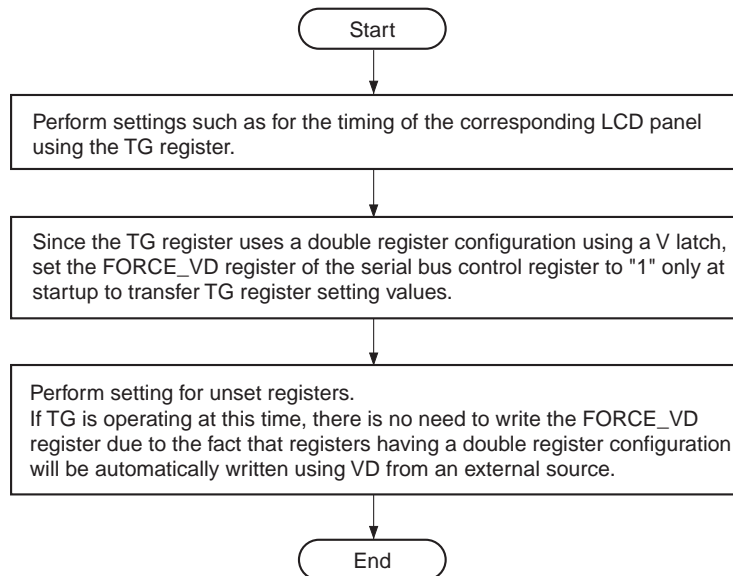 Start
Perform settings such as for the timing of the corresponding LCD panel
using the TG register.
Since the TG register uses a double register configuration using a V latch,
set the FORCE_VD register of the serial bus control register to "1" only at
startup to transfer TG register setting values.
Perform setting for unset registers.
If TG is operating at this time, there is no need to write the FORCE_VD
register due to the fact that registers having a double register configuration
will be automatically written using VD from an external source.
End